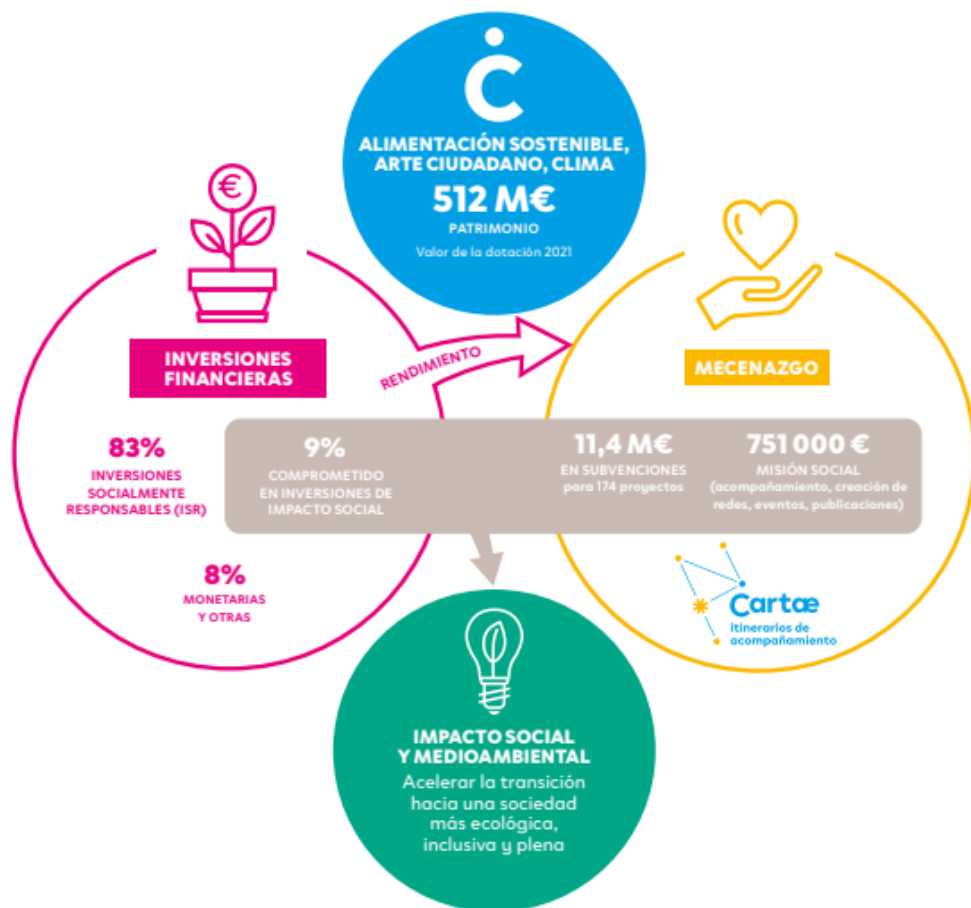 ALIMENTACIÓN SOSTENIBLE,
ARTE CIUDADANO, CLIMA
512 M€
PATRIMONIO
Valor de la dotación 2021
€
INVERSIONES
FINANCIERAS
RENDIMIENTO
MECENAZGO
83%
INVERSIONES
SOCIALMENTE
RESPONSABLES (ISR)
9%
COMPROMETIDO
EN INVERSIONES DE
IMPACTO SOCIAL
11,4 M€
EN SUBVENCIONES
para 174 proyectos
751 000 €
MISIÓN SOCIAL
(acompañamiento, creación de
redes, eventos, publicaciones)
8%
MONETARIAS
Y OTRAS
Cartæ
itinerarios de
acompañamiento
IMPACTO SOCIAL
Y MEDIOAMBIENTAL
Acelerar la transición
hacia una sociedad
más ecológica,
inclusiva y plena